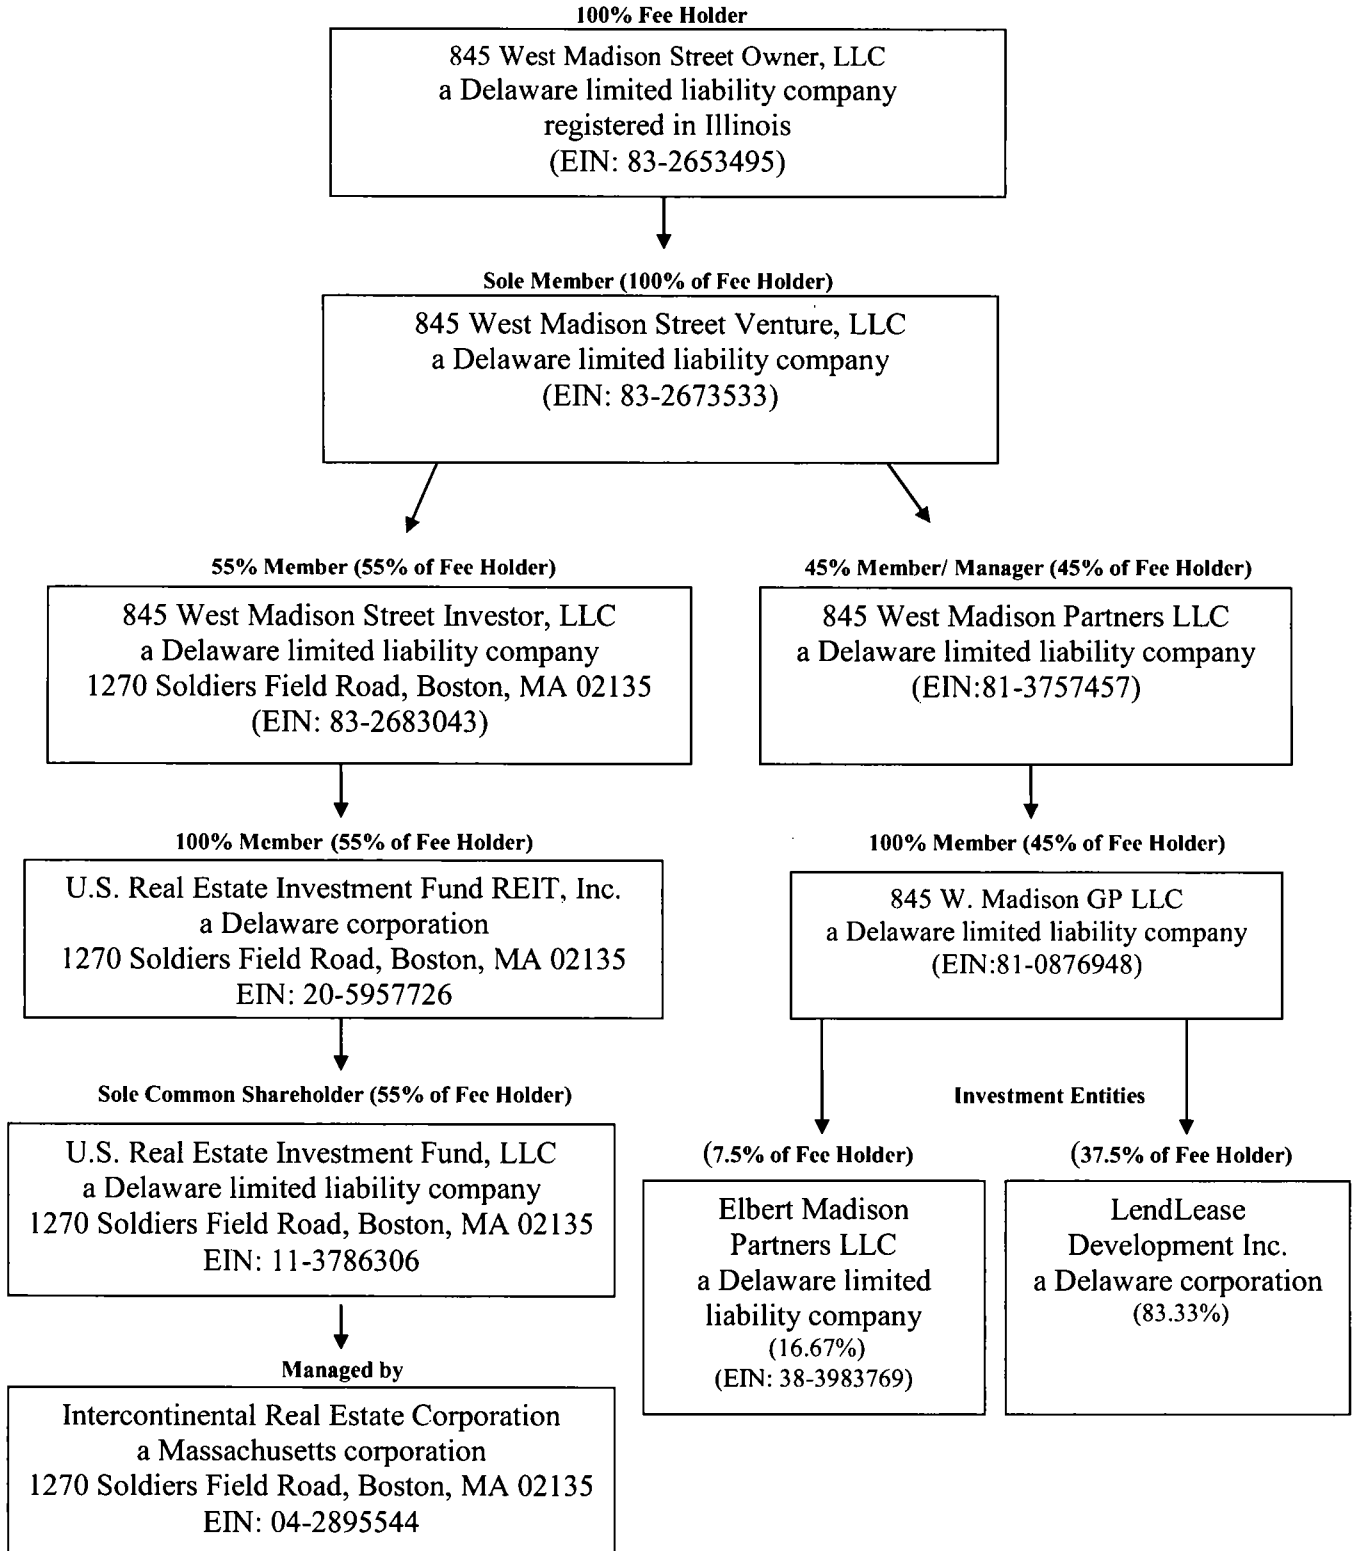 100% Fee Holder
845 West Madison Street Owner, LLC
a Delaware limited liability company
registered in Illinois
(EIN: 83-2653495)
Sole Member (100% of Fee Holder)
845 West Madison Street Venture, LLC
a Delaware limited liability company
(EIN: 83-2673533)
55% Member (55% of Fee Holder)
845 West Madison Street Investor, LLC
a Delaware limited liability company
1270 Soldiers Field Road, Boston, MA 02135
(EIN: 83-2683043)
45% Member/ Manager (45% of Fee Holder)
845 West Madison Partners LLC
a Delaware limited liability company
(EIN:81-3757457)
100% Member (55% of Fee Holder)
U.S. Real Estate Investment Fund REIT, Inc.
a Delaware corporation
1270 Soldiers Field Road, Boston, MA 02135
EIN: 20-5957726
100% Member (45% of Fee Holder)
845 W. Madison GP LLC
a Delaware limited liability company
(EIN:81-0876948)
Sole Common Shareholder (55% of Fee Holder)
U.S. Real Estate Investment Fund, LLC
a Delaware limited liability company
1270 Soldiers Field Road, Boston, MA 02135
EIN: 11-3786306
Investment Entities
(7.5% of Fee Holder)
Elbert Madison
Partners LLC
a Delaware limited
liability company
(16.67%)
(EIN: 38-3983769)
(37.5% of Fee Holder)
LendLease
Development Inc.
a Delaware corporation
(83.33%)
Managed by
Intercontinental Real Estate Corporation
a Massachusetts corporation
1270 Soldiers Field Road, Boston, MA 02135
EIN: 04-2895544